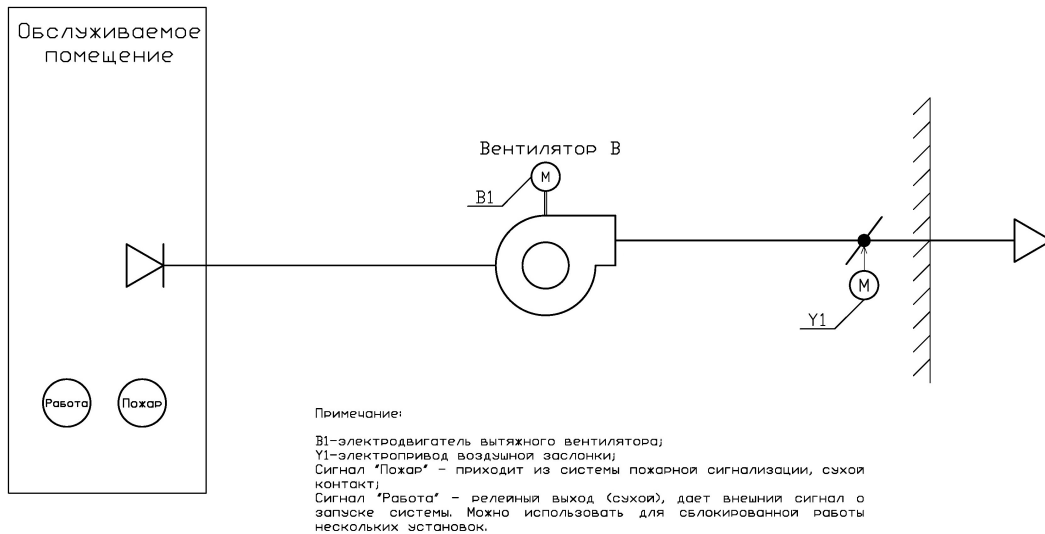 Обслуживаемое
помещение
Вентилятор В
М
В1
М
Y1
Работа
Пожар
Примечание:
В1-электродвигатель вытяжного вентилятора;
Y1-электропривод воздушной заслонки;
Сигнал "Пожар" - приходит из системы пожарной сигнализации, сухой
контакт;
Сигнал "Работа" - релейный выход (сухой), дает внешний сигнал о
запуске системы. Можно использовать для сблокированной работы
нескольких установок.